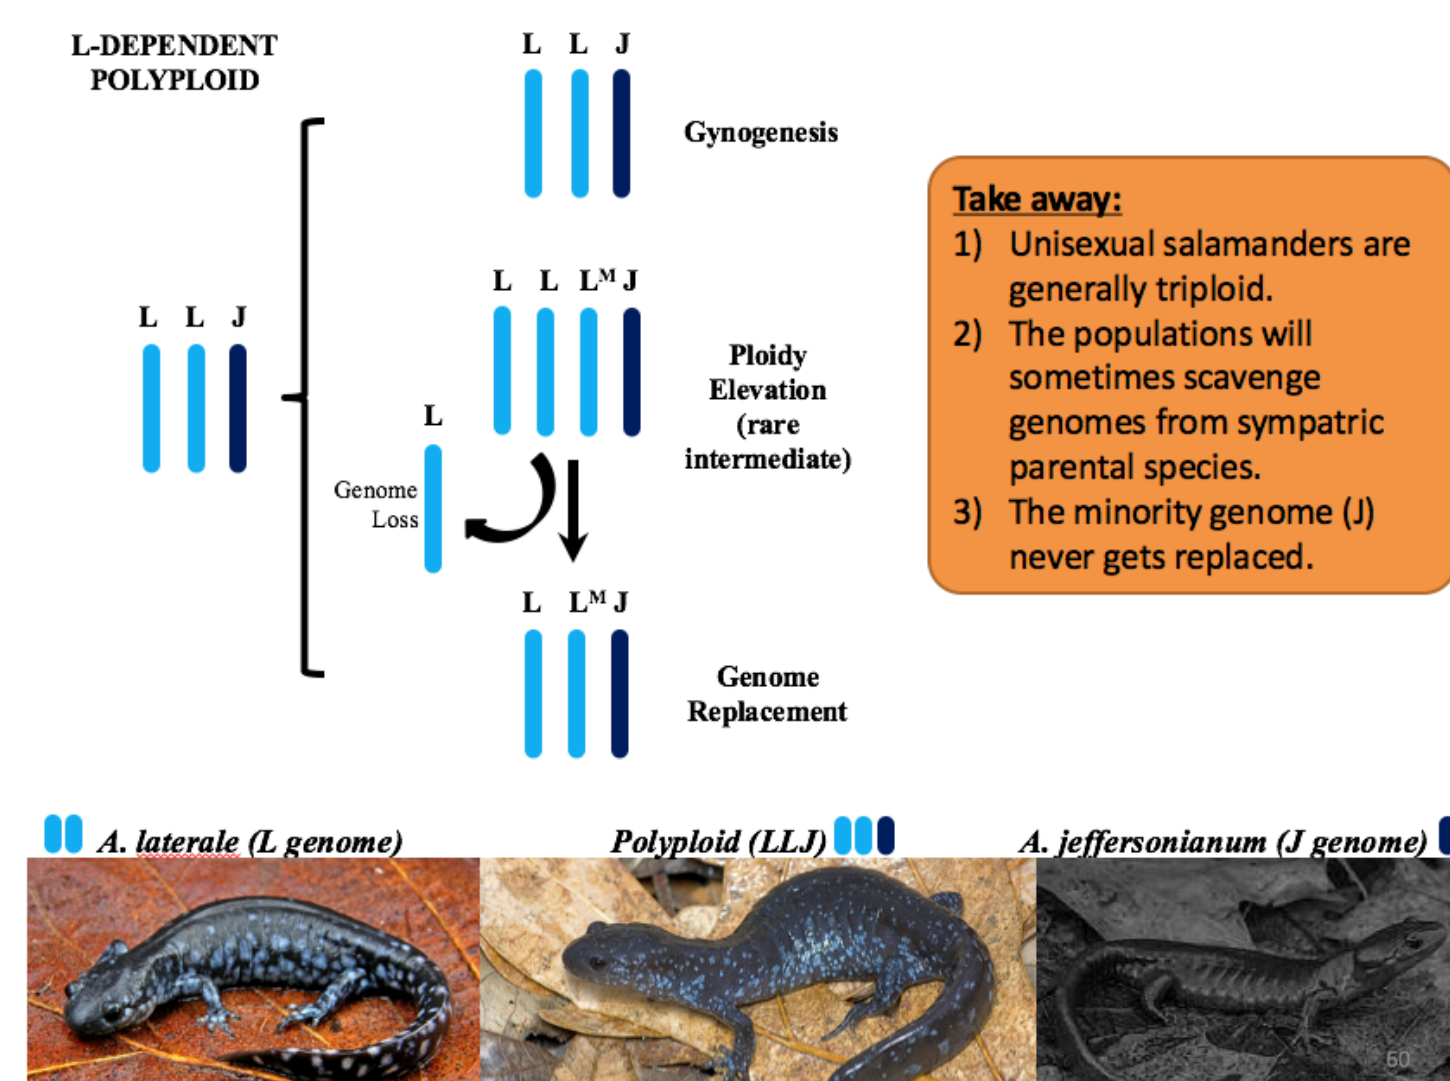 L-DEPENDENT
POLYPLOID
L L J
Gynogenesis
L L Lᴹ J
Ploidy
Elevation
(rare
intermediate)
L L J
L
Genome
Loss
L Lᴹ J
Genome
Replacement
Take away:
1) Unisexual salamanders are
generally triploid.
2) The populations will
sometimes scavenge
genomes from sympatric
parental species.
3) The minority genome (J)
never gets replaced.
A. laterale (L genome)
Polyploid (LLJ)
A. jeffersonianum (J genome)
60